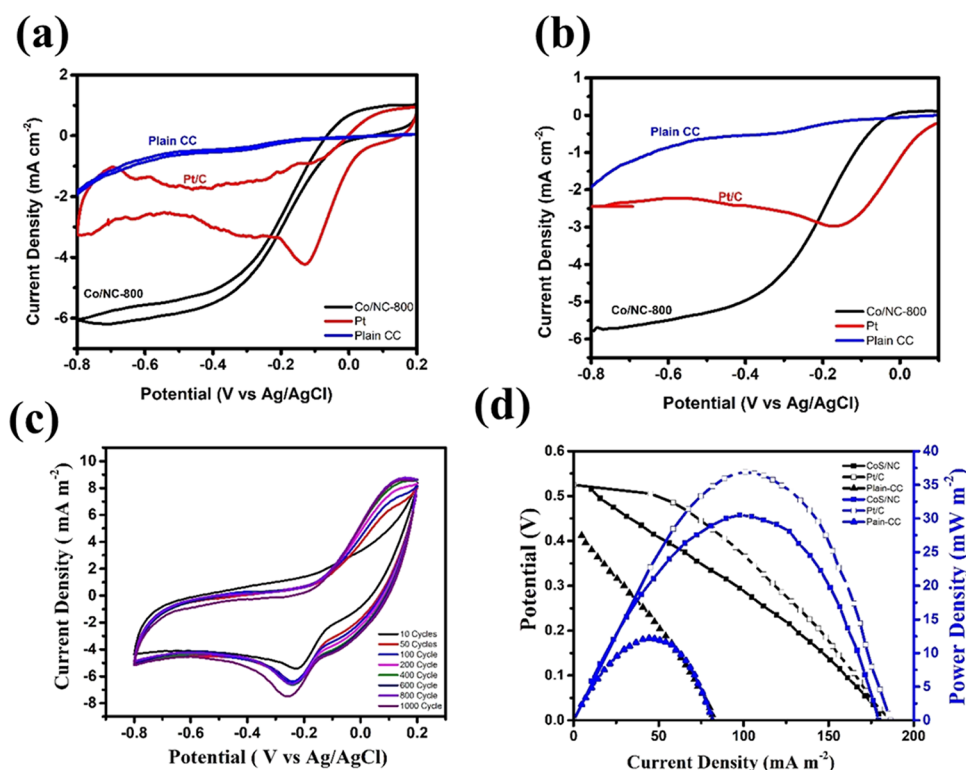 (a)
2
0
-2
-4
-6
Current Density (mA cm⁻²)
Plain CC
Pt/C
Co/NC-800
Co/NC-800
Pt
Plain CC
-0.8 -0.6 -0.4 -0.2 0.0 0.2
Potential (V vs Ag/AgCl)
(b)
1
0
-1
-2
-3
-4
-5
-6
Current Density (mA cm⁻²)
Plain CC
Pt/C
Co/NC-800
Co/NC-800
Pt
Plain CC
-0.8 -0.6 -0.4 -0.2 0.0
Potential (V vs Ag/AgCl)
(c)
10
8
6
4
2
0
-2
-4
-6
-8
Current Density ( mA m⁻²)
10 Cycles
50 Cycles
100 Cycle
200 Cycle
400 Cycle
600 Cycle
800 Cycle
1000 Cycle
-0.8 -0.6 -0.4 -0.2 0.0 0.2
Potential ( V vs Ag/AgCl)
(d)
0.6
0.5
0.4
0.3
0.2
0.1
0.0
Potential (V)
CoS/NC
Pt/C
Plain-CC
CoS/NC
Pt/C
Pain-CC
40
35
30
25
20
15
10
5
0
Power Density (mW m⁻²)
0 50 100 150 200
Current Density (mA m⁻²)